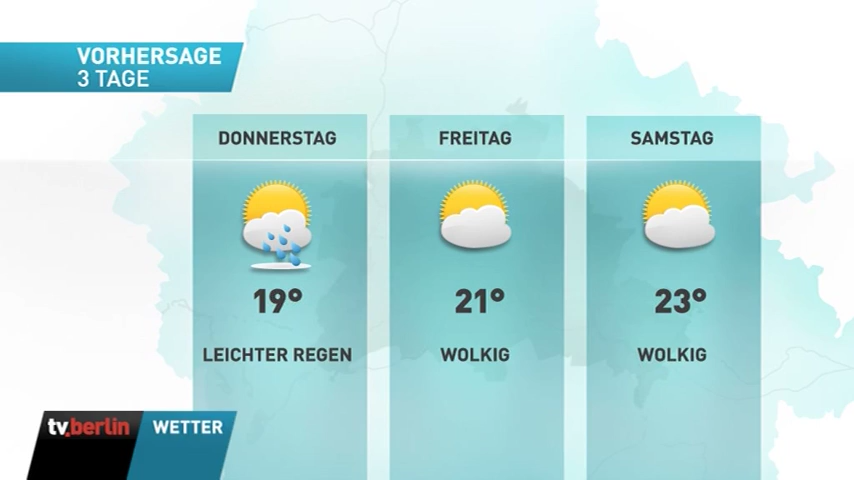 VORHERSAGE
3 TAGE
DONNERSTAG
FREITAG
SAMSTAG
19°
21°
23°
LEICHTER REGEN
WOLKIG
WOLKIG
tv.berlin
WETTER